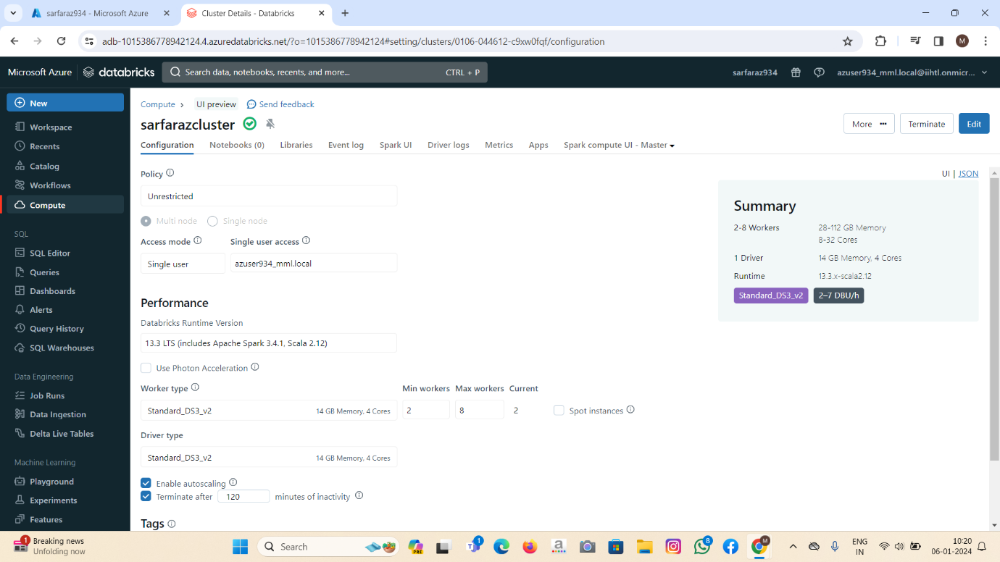 sarfaraz934 - Microsoft Azure
Cluster Details - Databricks
adb-1015386778942124.4.azuredatabricks.net/?o=1015386778942124#setting/clusters/0106-044612-c9xw0fqf/configuration
M
Microsoft Azure
databricks
Search data, notebooks, recents, and more...
CTRL + P
sarfaraz934
azuser934_mml.local@iihtl.onmicr...
New
Workspace
Recents
Catalog
Workflows
Compute
SQL
SQL Editor
Queries
Dashboards
Alerts
Query History
SQL Warehouses
Data Engineering
Job Runs
Data Ingestion
Delta Live Tables
Machine Learning
Playground
Experiments
Features
Compute
UI preview
Send feedback
sarfarazcluster
More
Terminate
Edit
Configuration
Notebooks (0)
Libraries
Event log
Spark UI
Driver logs
Metrics
Apps
Spark compute UI - Master
UI | JSON
Policy
Unrestricted
Multi node
Single node
Access mode
Single user access
Single user
azuser934_mml.local
Performance
Databricks Runtime Version
13.3 LTS (includes Apache Spark 3.4.1, Scala 2.12)
Use Photon Acceleration
Worker type
Min workers
Max workers
Current
Standard_DS3_v2
14 GB Memory, 4 Cores
2
8
2
Spot instances
Driver type
Standard_DS3_v2
14 GB Memory, 4 Cores
Enable autoscaling
Terminate after
120
minutes of inactivity
Tags
Summary
2-8 Workers
28-112 GB Memory
8-32 Cores
1 Driver
14 GB Memory, 4 Cores
Runtime
13.3.x-scala2.12
Standard_DS3_v2
2–7 DBU/h
1
Breaking news
Unfolding now
Search
PRE
1
a
8
M
ENG
IN
10:20
06-01-2024